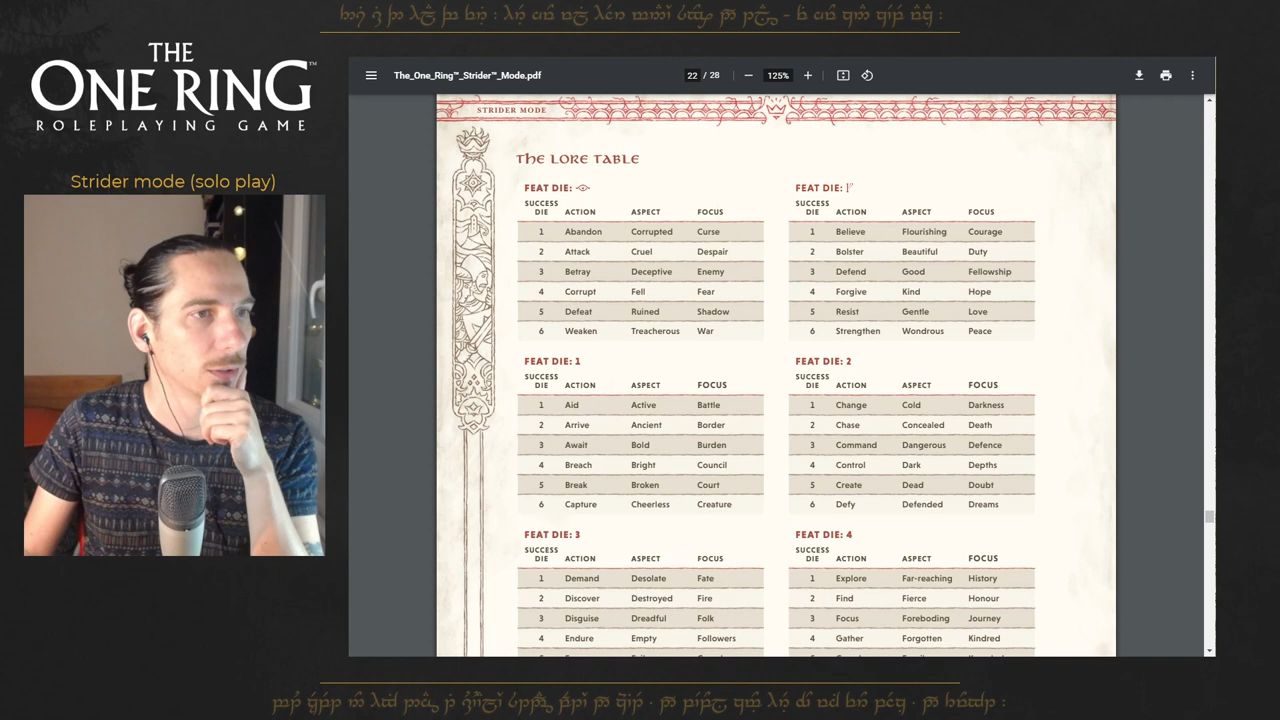 THE
ONE RING™
ROLEPLAYING GAME
Strider mode (solo play)
The_One_Ring™_Strider™_Mode.pdf
22 / 28
125%
STRIDER MODE
THE LORE TABLE
FEAT DIE:
SUCCESS DIE ACTION ASPECT FOCUS
1 Abandon Corrupted Curse
2 Attack Cruel Despair
3 Betray Deceptive Enemy
4 Corrupt Fell Fear
5 Defeat Ruined Shadow
6 Weaken Treacherous War
FEAT DIE:
SUCCESS DIE ACTION ASPECT FOCUS
1 Believe Flourishing Courage
2 Bolster Beautiful Duty
3 Defend Good Fellowship
4 Forgive Kind Hope
5 Resist Gentle Love
6 Strengthen Wondrous Peace
FEAT DIE: 1
SUCCESS DIE ACTION ASPECT FOCUS
1 Aid Active Battle
2 Arrive Ancient Border
3 Await Bold Burden
4 Breach Bright Council
5 Break Broken Court
6 Capture Cheerless Creature
FEAT DIE: 2
SUCCESS DIE ACTION ASPECT FOCUS
1 Change Cold Darkness
2 Chase Concealed Death
3 Command Dangerous Defence
4 Control Dark Depths
5 Create Dead Doubt
6 Defy Defended Dreams
FEAT DIE: 3
SUCCESS DIE ACTION ASPECT FOCUS
1 Demand Desolate Fate
2 Discover Destroyed Fire
3 Disguise Dreadful Folk
4 Endure Empty Followers
FEAT DIE: 4
SUCCESS DIE ACTION ASPECT FOCUS
1 Explore Far-reaching History
2 Find Fierce Honour
3 Focus Foreboding Journey
4 Gather Forgotten Kindred